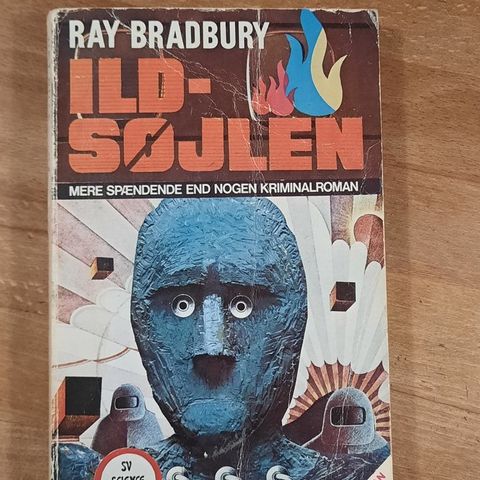 RAY BRADBURY
ILD-
SØJLEN
MERE SPÆNDENDE END NOGEN KRIMINALROMAN
SV